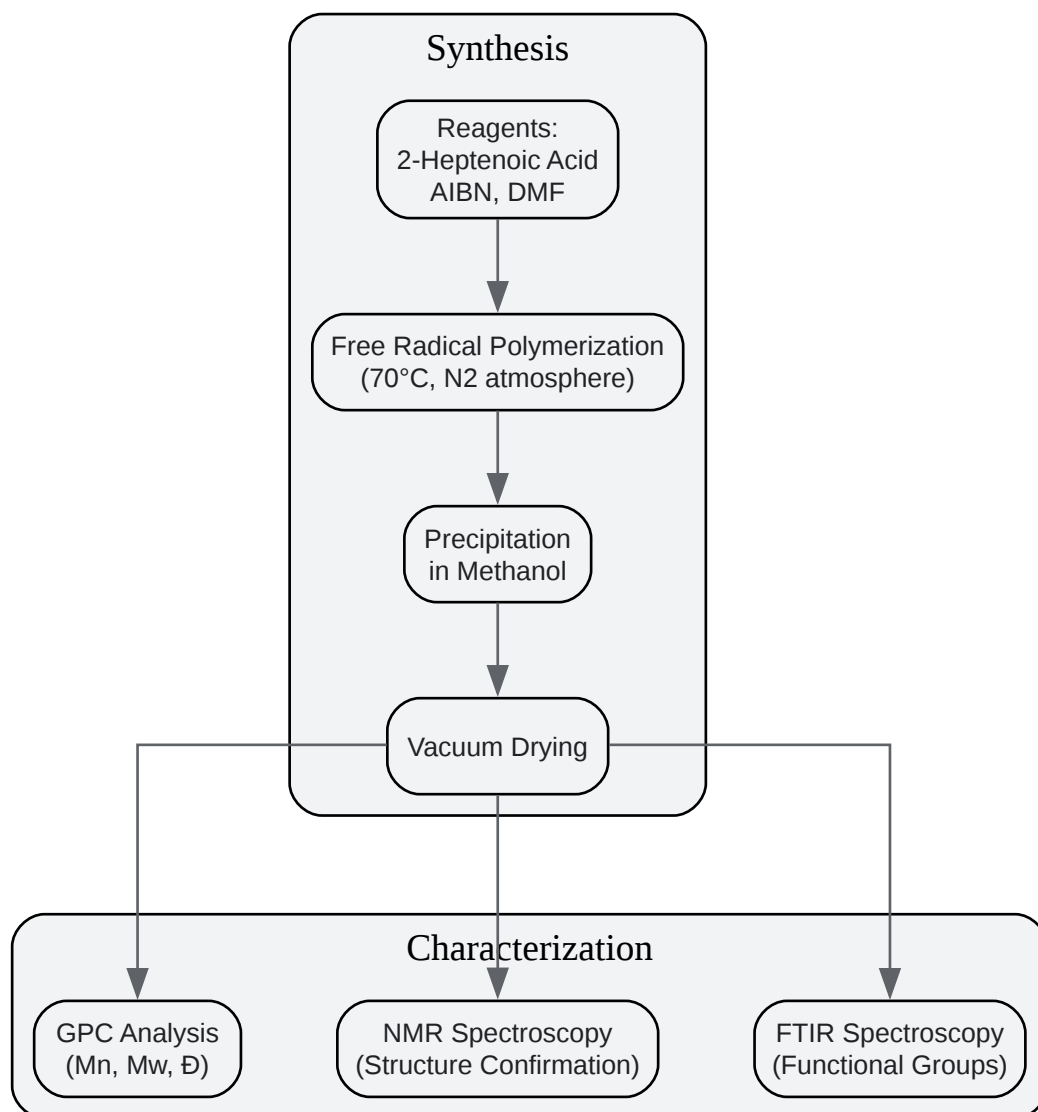 Synthesis
Reagents:
2-Heptenoic Acid
AIBN, DMF
Free Radical Polymerization
(70°C, N2 atmosphere)
Precipitation
in Methanol
Vacuum Drying
Characterization
GPC Analysis
(Mn, Mw, Đ)
NMR Spectroscopy
(Structure Confirmation)
FTIR Spectroscopy
(Functional Groups)